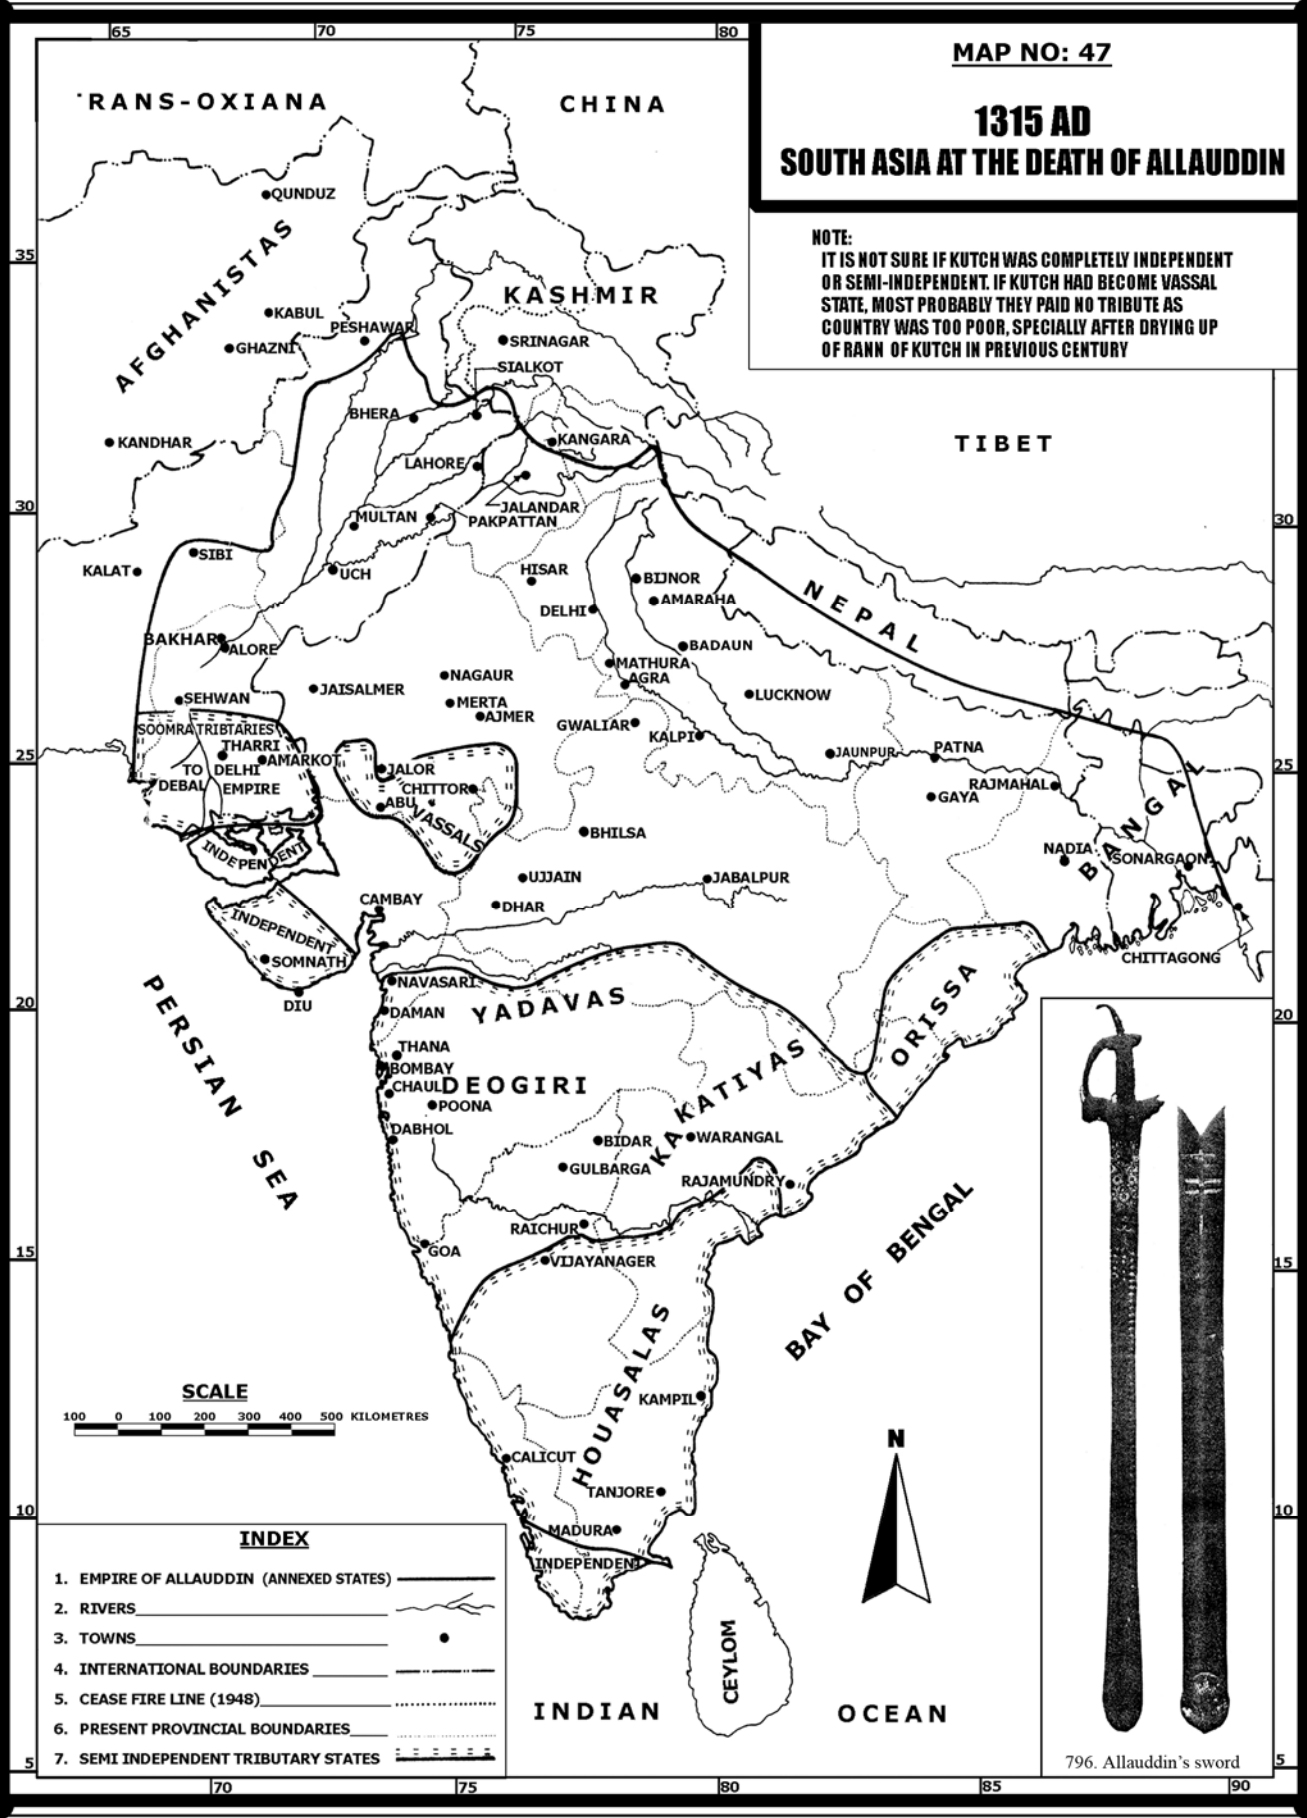 65
70
75
80
MAP NO: 47
1315 AD
SOUTH ASIA AT THE DEATH OF ALLAUDDIN
RANS-OXIANA
CHINA
QUNDUZ
NOTE:
IT IS NOT SURE IF KUTCH WAS COMPLETELY INDEPENDENT
OR SEMI-INDEPENDENT. IF KUTCH HAD BECOME VASSAL
STATE, MOST PROBABLY THEY PAID NO TRIBUTE AS
COUNTRY WAS TOO POOR, SPECIALLY AFTER DRYING UP
OF RANN OF KUTCH IN PREVIOUS CENTURY
35
AFGHANISTAS
KASHMIR
KABUL
PESHAWAR
GHAZNI
SRINAGAR
SIALKOT
BHERA
KANDHAR
KANGARA
TIBET
LAHORE
JALANDAR
MULTAN
PAKPATTAN
30
30
SIBI
KALAT
UCH
HISAR
BIJNOR
AMARAHA
DELHI
NEPAL
BAKHAR
ALORE
BADAUN
MATHURA
AGRA
NAGAUR
JAISALMER
LUCKNOW
SEHWAN
MERTA
AJMER
GWALIAR
KALPI
SOOMRA TRIBTARIES
THARRI
AMARKOT
TO DELHI
DEBAL
EMPIRE
25
25
JALOR
CHITTOR
ABU
VASSALS
JAUNPUR
PATNA
RAJMAHAL
GAYA
BENGAL
BHILSA
NADIA
SONARGAON
INDEPENDENT
UJJAIN
JABALPUR
CAMBAY
DHAR
INDEPENDENT
SOMNATH
CHITTAGONG
DIU
NAVASARI
YADAVAS
ORISSA
20
20
DAMAN
PERSIAN SEA
THANA
BOMBAY
CHAUL
DEOGIRI
POONA
KAKATIYAS
DABHOL
BIDAR
WARANGAL
GULBARGA
RAJAMUNDRY
RAICHUR
GOA
VIJAYANAGER
15
15
BAY OF BENGAL
HOUASALAS
KAMPIL
SCALE
100 0 100 200 300 400 500 KILOMETRES
N
CALICUT
TANJORE
10
10
MADURA
INDEPENDENT
INDEX
1. EMPIRE OF ALLAUDDIN (ANNEXED STATES)
2. RIVERS
3. TOWNS
4. INTERNATIONAL BOUNDARIES
5. CEASE FIRE LINE (1948)
6. PRESENT PROVINCIAL BOUNDARIES
7. SEMI INDEPENDENT TRIBUTARY STATES
CEYLOM
INDIAN OCEAN
796. Allauddin's sword
5
5
70
75
80
85
90